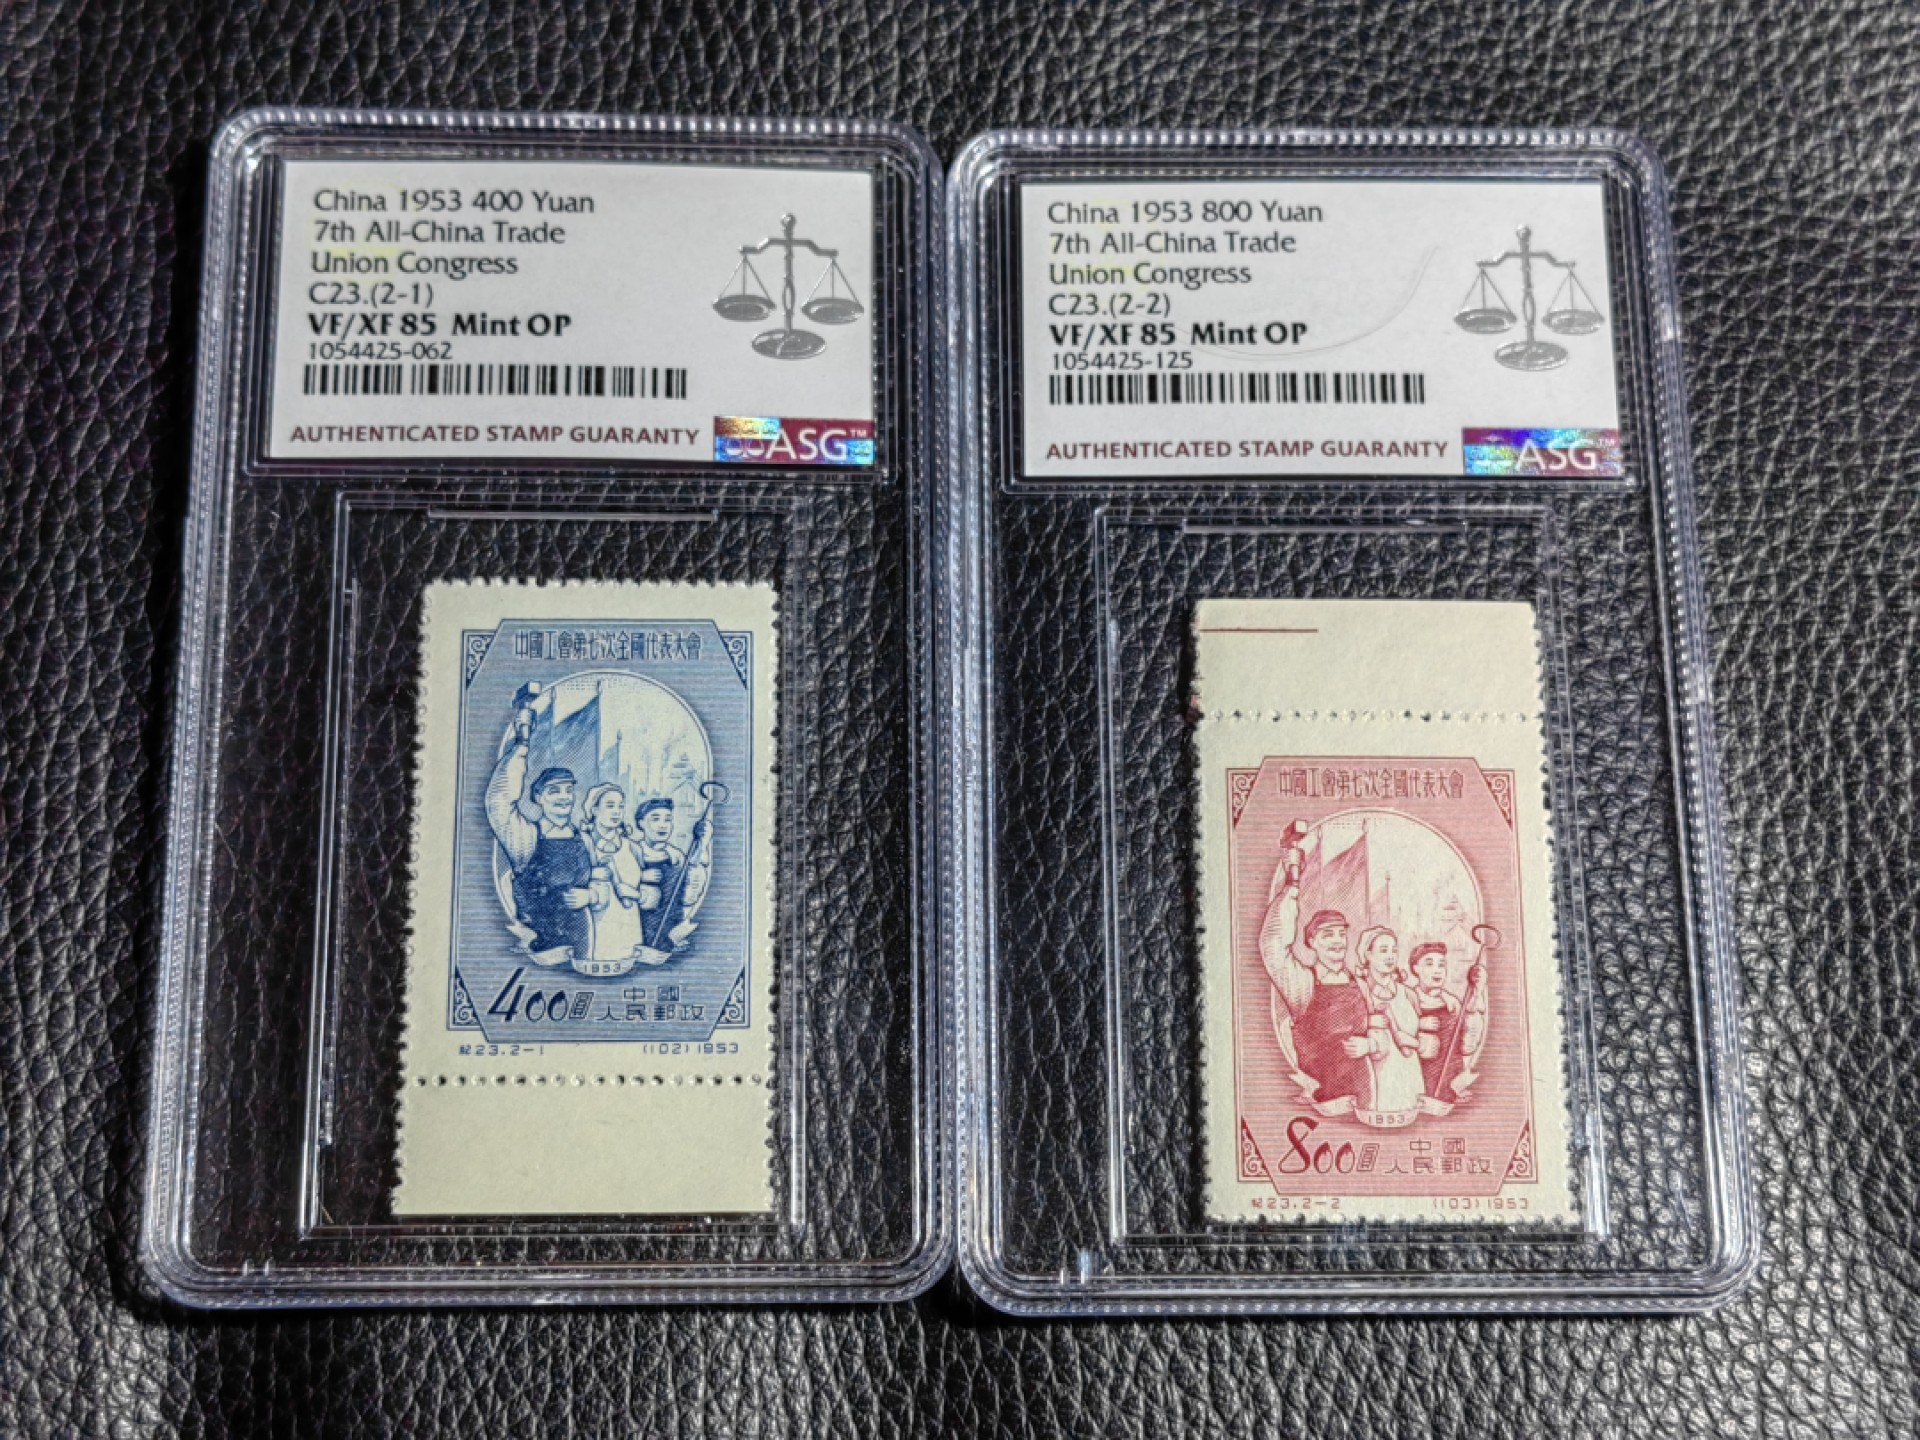 China 1953 400 Yuan
7th All-China Trade
Union Congress
C23.(2-1)
VF/XF 85 Mint OP
1054425-062
AUTHENTICATED STAMP GUARANTY
ASG™
中國工會第七次全國代表大會
1953
400圓
中國
人民郵政
紀23.2-1 (102)1953
China 1953 800 Yuan
7th All-China Trade
Union Congress
C23.(2-2)
VF/XF 85 Mint OP
1054425-125
AUTHENTICATED STAMP GUARANTY
ASG™
中國工會第七次全國代表大會
1953
800圓
中國
人民郵政
紀23.2-2 (103)1953